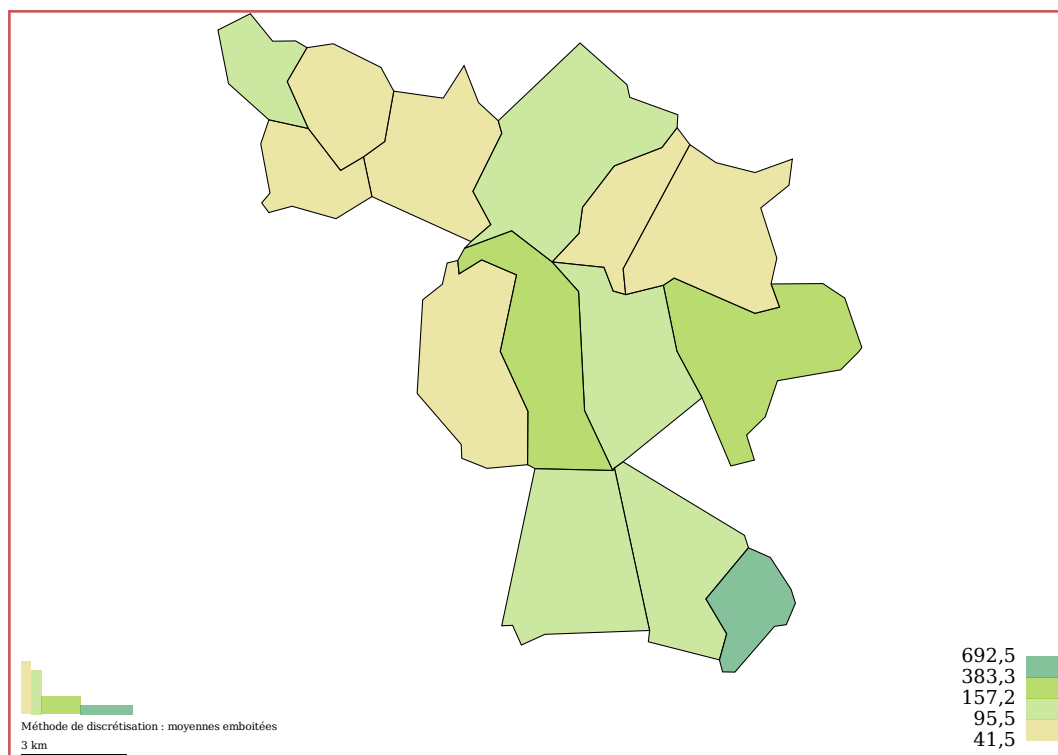 692,5
383,3
157,2
95,5
41,5
Méthode de discrétisation : moyennes emboitées
3 km